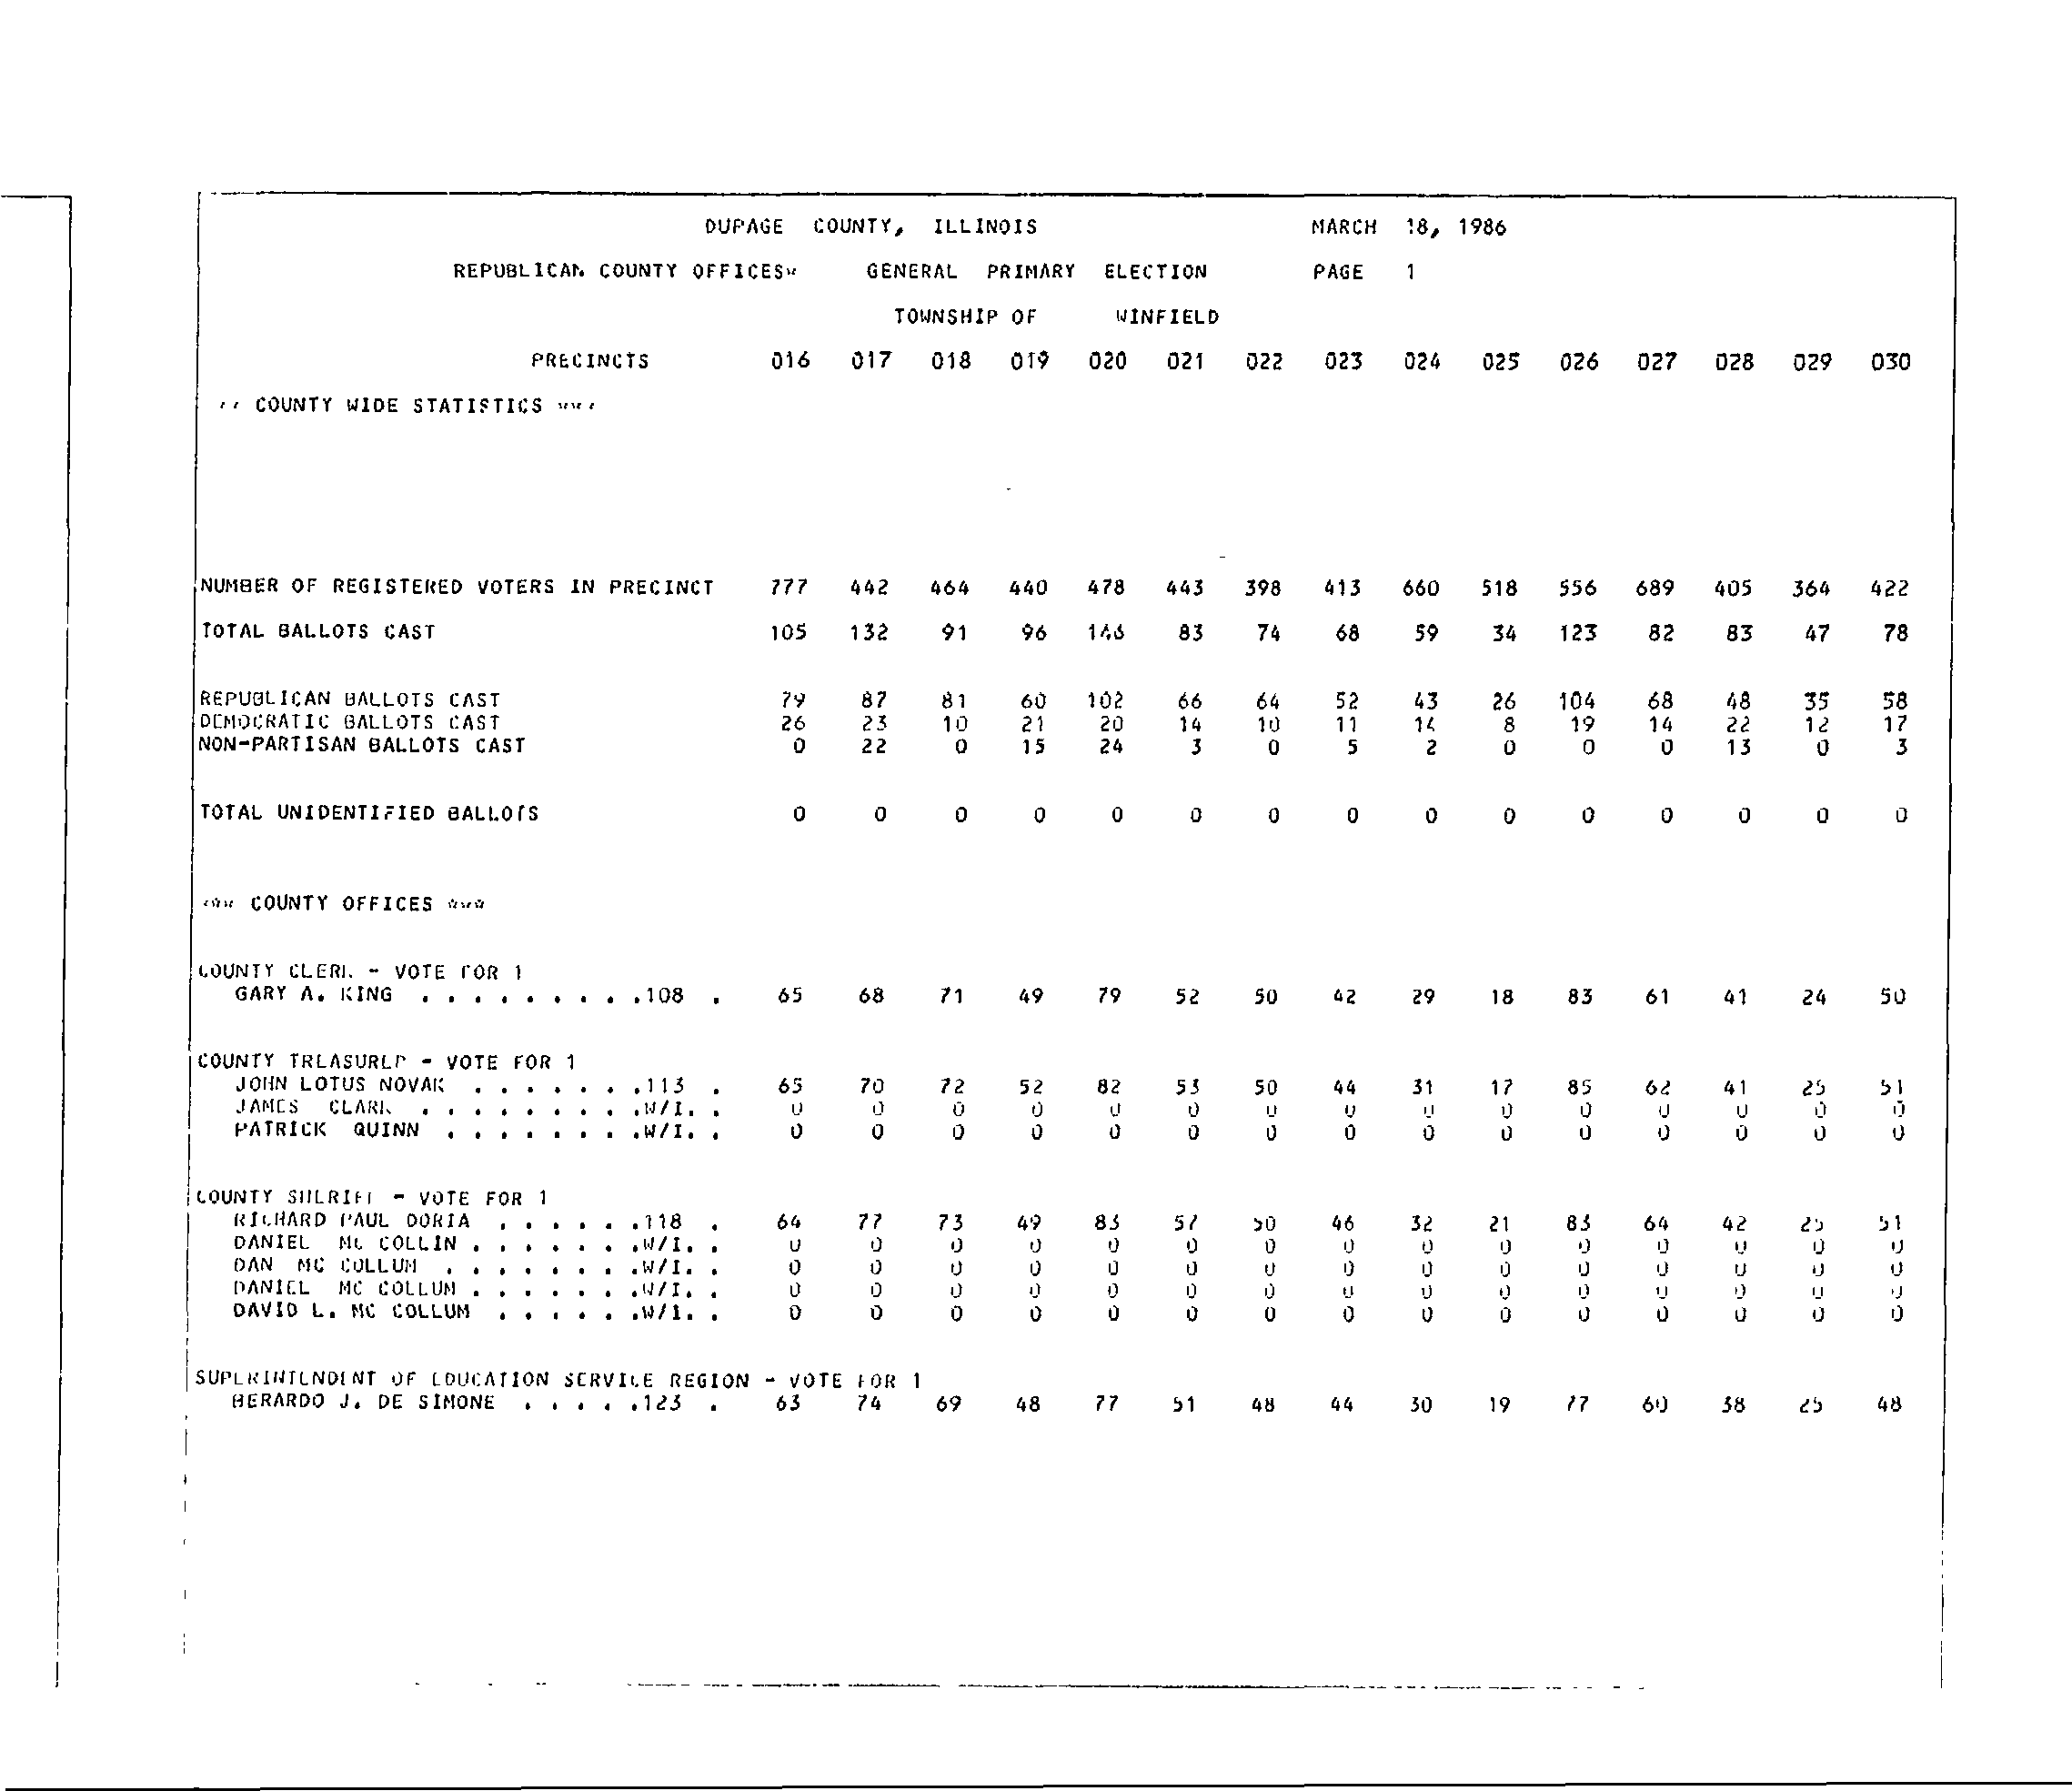 DUPAGE COUNTY, ILLINOIS MARCH 18, 1986
REPUBLICAN COUNTY OFFICES* GENERAL PRIMARY ELECTION PAGE 1
TOWNSHIP OF WINFIELD
PRECINCTS 016 017 018 019 020 021 022 023 024 025 026 027 028 029 030
** COUNTY WIDE STATISTICS ***
NUMBER OF REGISTERED VOTERS IN PRECINCT 777 442 464 440 478 443 398 413 660 518 556 689 405 364 422
TOTAL BALLOTS CAST 105 132 91 96 146 83 74 68 59 34 123 82 83 47 78
REPUBLICAN BALLOTS CAST 79 87 81 60 102 66 64 52 43 26 104 68 48 35 58
DEMOCRATIC BALLOTS CAST 26 23 10 21 20 14 10 11 14 8 19 14 22 12 17
NON-PARTISAN BALLOTS CAST 0 22 0 15 24 3 0 5 2 0 0 0 13 0 3
TOTAL UNIDENTIFIED BALLOTS 0 0 0 0 0 0 0 0 0 0 0 0 0 0 0
*** COUNTY OFFICES ***
COUNTY CLERK - VOTE FOR 1
GARY A. KING . . . . . . . . .108 . 65 68 71 49 79 52 50 42 29 18 83 61 41 24 50
COUNTY TREASURER - VOTE FOR 1
JOHN LOTUS NOVAK . . . . . . .113 . 65 70 72 52 82 53 50 44 31 17 85 62 41 25 51
JAMES CLARK . . . . . . . . .W/I. . 0 0 0 0 0 0 0 0 0 0 0 0 0 0 0
PATRICK QUINN . . . . . . . .W/I. . 0 0 0 0 0 0 0 0 0 0 0 0 0 0 0
COUNTY SHERIFF - VOTE FOR 1
RICHARD PAUL DORIA . . . . . .118 . 64 77 73 49 83 57 50 46 32 21 83 64 42 25 51
DANIEL MC COLLIN . . . . . . .W/I. . 0 0 0 0 0 0 0 0 0 0 0 0 0 0 0
DAN MC COLLUM . . . . . . . .W/I. . 0 0 0 0 0 0 0 0 0 0 0 0 0 0 0
DANIEL MC COLLUM . . . . . . .W/I. . 0 0 0 0 0 0 0 0 0 0 0 0 0 0 0
DAVID L. MC COLLUM . . . . . .W/I. . 0 0 0 0 0 0 0 0 0 0 0 0 0 0 0
SUPERINTENDENT OF EDUCATION SERVICE REGION - VOTE FOR 1
BERARDO J. DE SIMONE . . . . .123 . 63 74 69 48 77 51 48 44 30 19 77 60 38 25 48